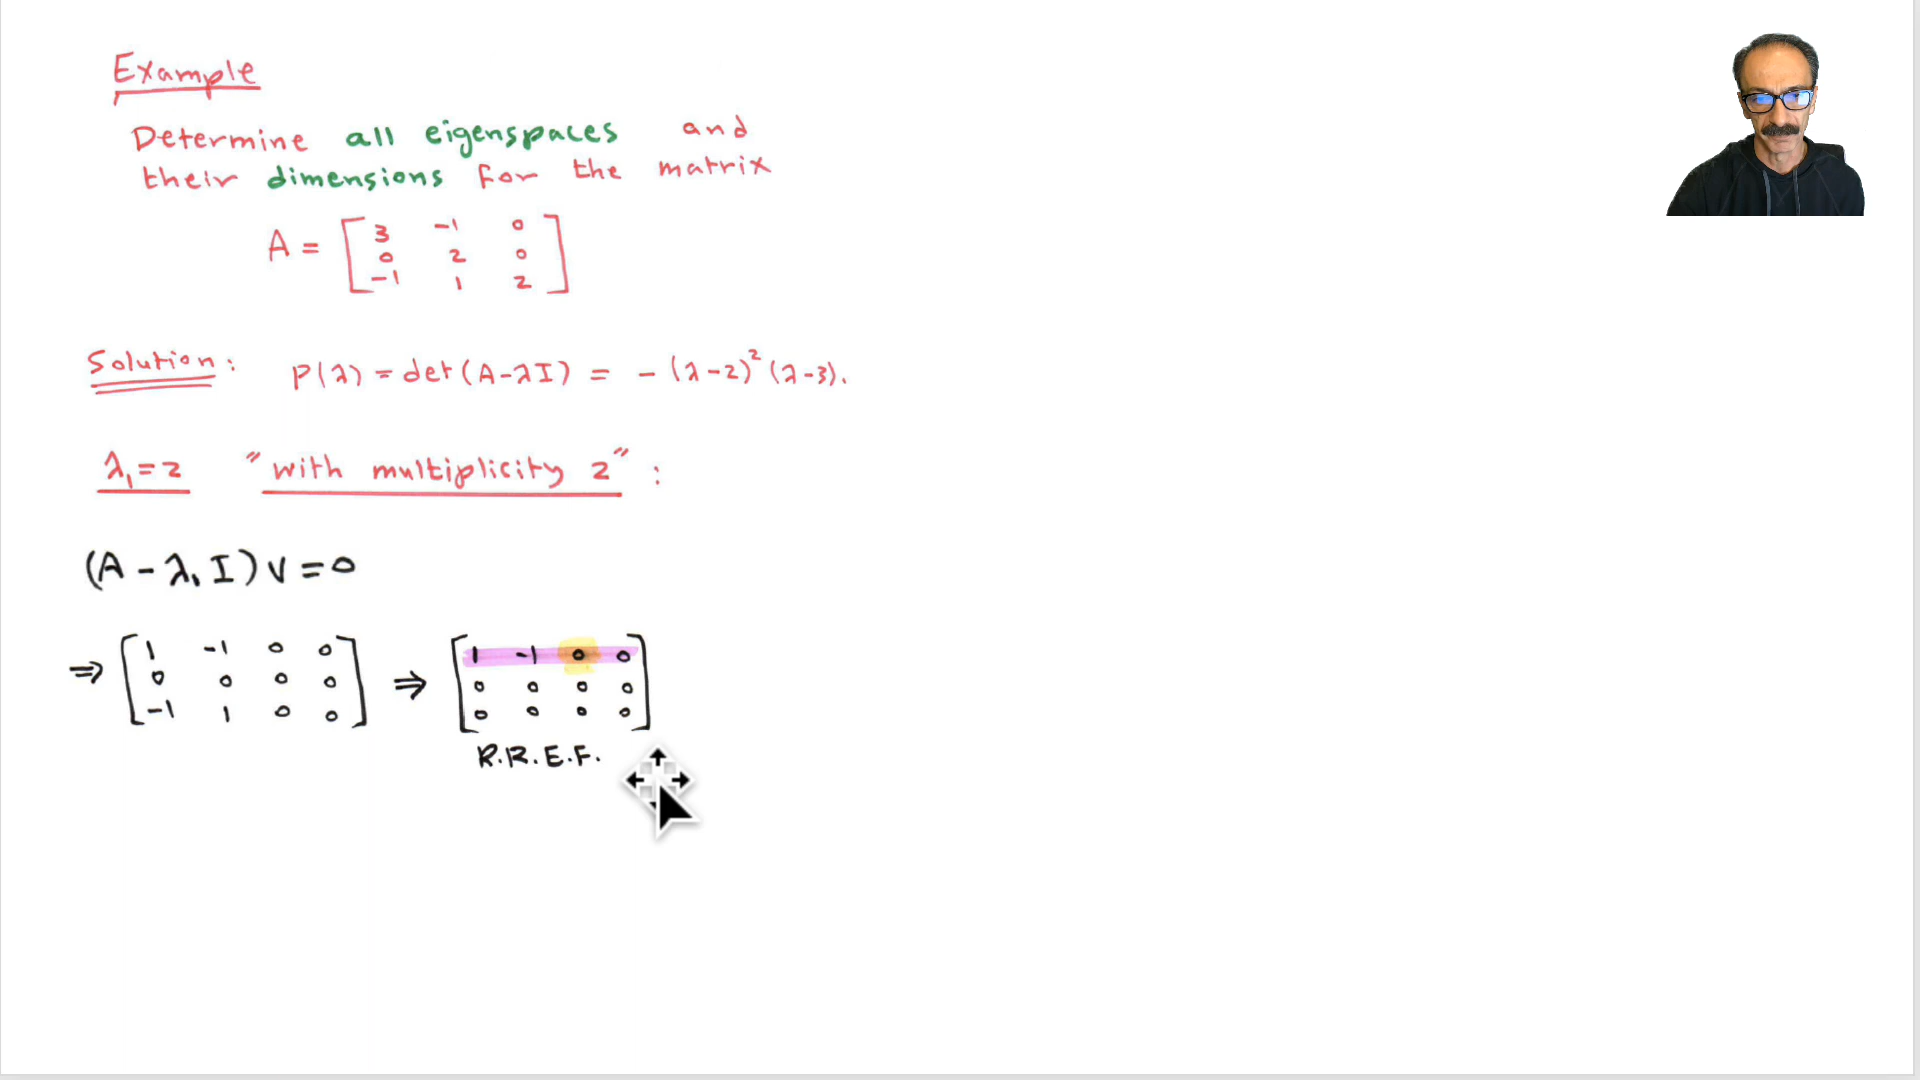 Example
Determine all eigenspaces and
their dimensions for the matrix
A = [ 3 -1 0
0 2 0
-1 1 2 ]
Solution: P(λ) = det(A-λI) = -(λ-2)² (λ-3).
λ₁=2 "with multiplicity 2" :
(A - λ₁ I) v = 0
⇒ [ 1 -1 0 0 ] ⇒ [ 1 -1 0 0 ]
[ 0 0 0 0 ] [ 0 0 0 0 ]
[ -1 1 0 0 ] [ 0 0 0 0 ]
R.R.E.F.